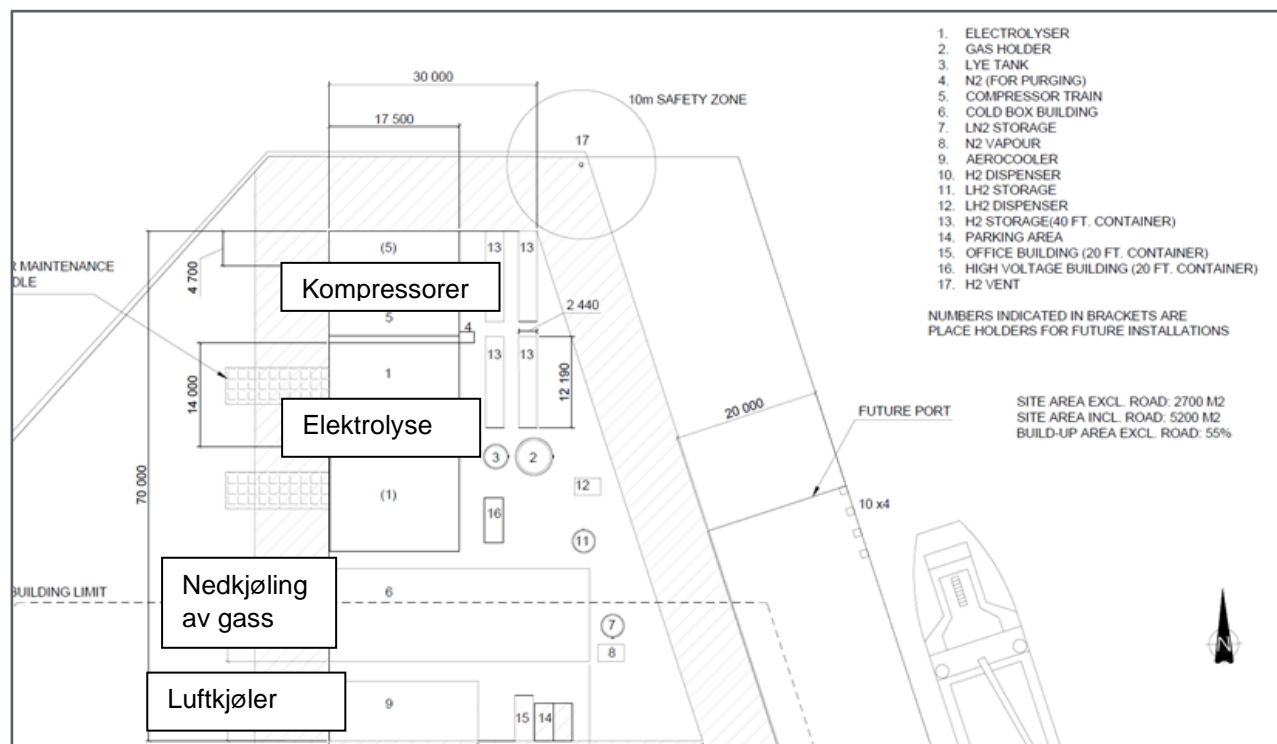 1. ELECTROLYSER
2. GAS HOLDER
3. LYE TANK
4. N2 (FOR PURGING)
5. COMPRESSOR TRAIN
6. COLD BOX BUILDING
7. LN2 STORAGE
8. N2 VAPOUR
9. AEROCOOLER
10. H2 DISPENSER
11. LH2 STORAGE
12. LH2 DISPENSER
13. H2 STORAGE(40 FT. CONTAINER)
14. PARKING AREA
15. OFFICE BUILDING (20 FT. CONTAINER)
16. HIGH VOLTAGE BUILDING (20 FT. CONTAINER)
17. H2 VENT
NUMBERS INDICATED IN BRACKETS ARE
PLACE HOLDERS FOR FUTURE INSTALLATIONS
SITE AREA EXCL. ROAD: 2700 M2
SITE AREA INCL. ROAD: 5200 M2
BUILD-UP AREA EXCL. ROAD: 55%
30 000
10m SAFETY ZONE
17 500
17
(5)
13
13
4 700
R MAINTENANCE
DLE
Kompressorer
5
4
2 440
1
13
13
14 000
12 190
20 000
FUTURE PORT
Elektrolyse
3
2
70 000
(1)
12
16
10 x4
11
Nedkjøling
av gass
BUILDING LIMIT
6
7
8
Luftkjøler
9
15
14
N